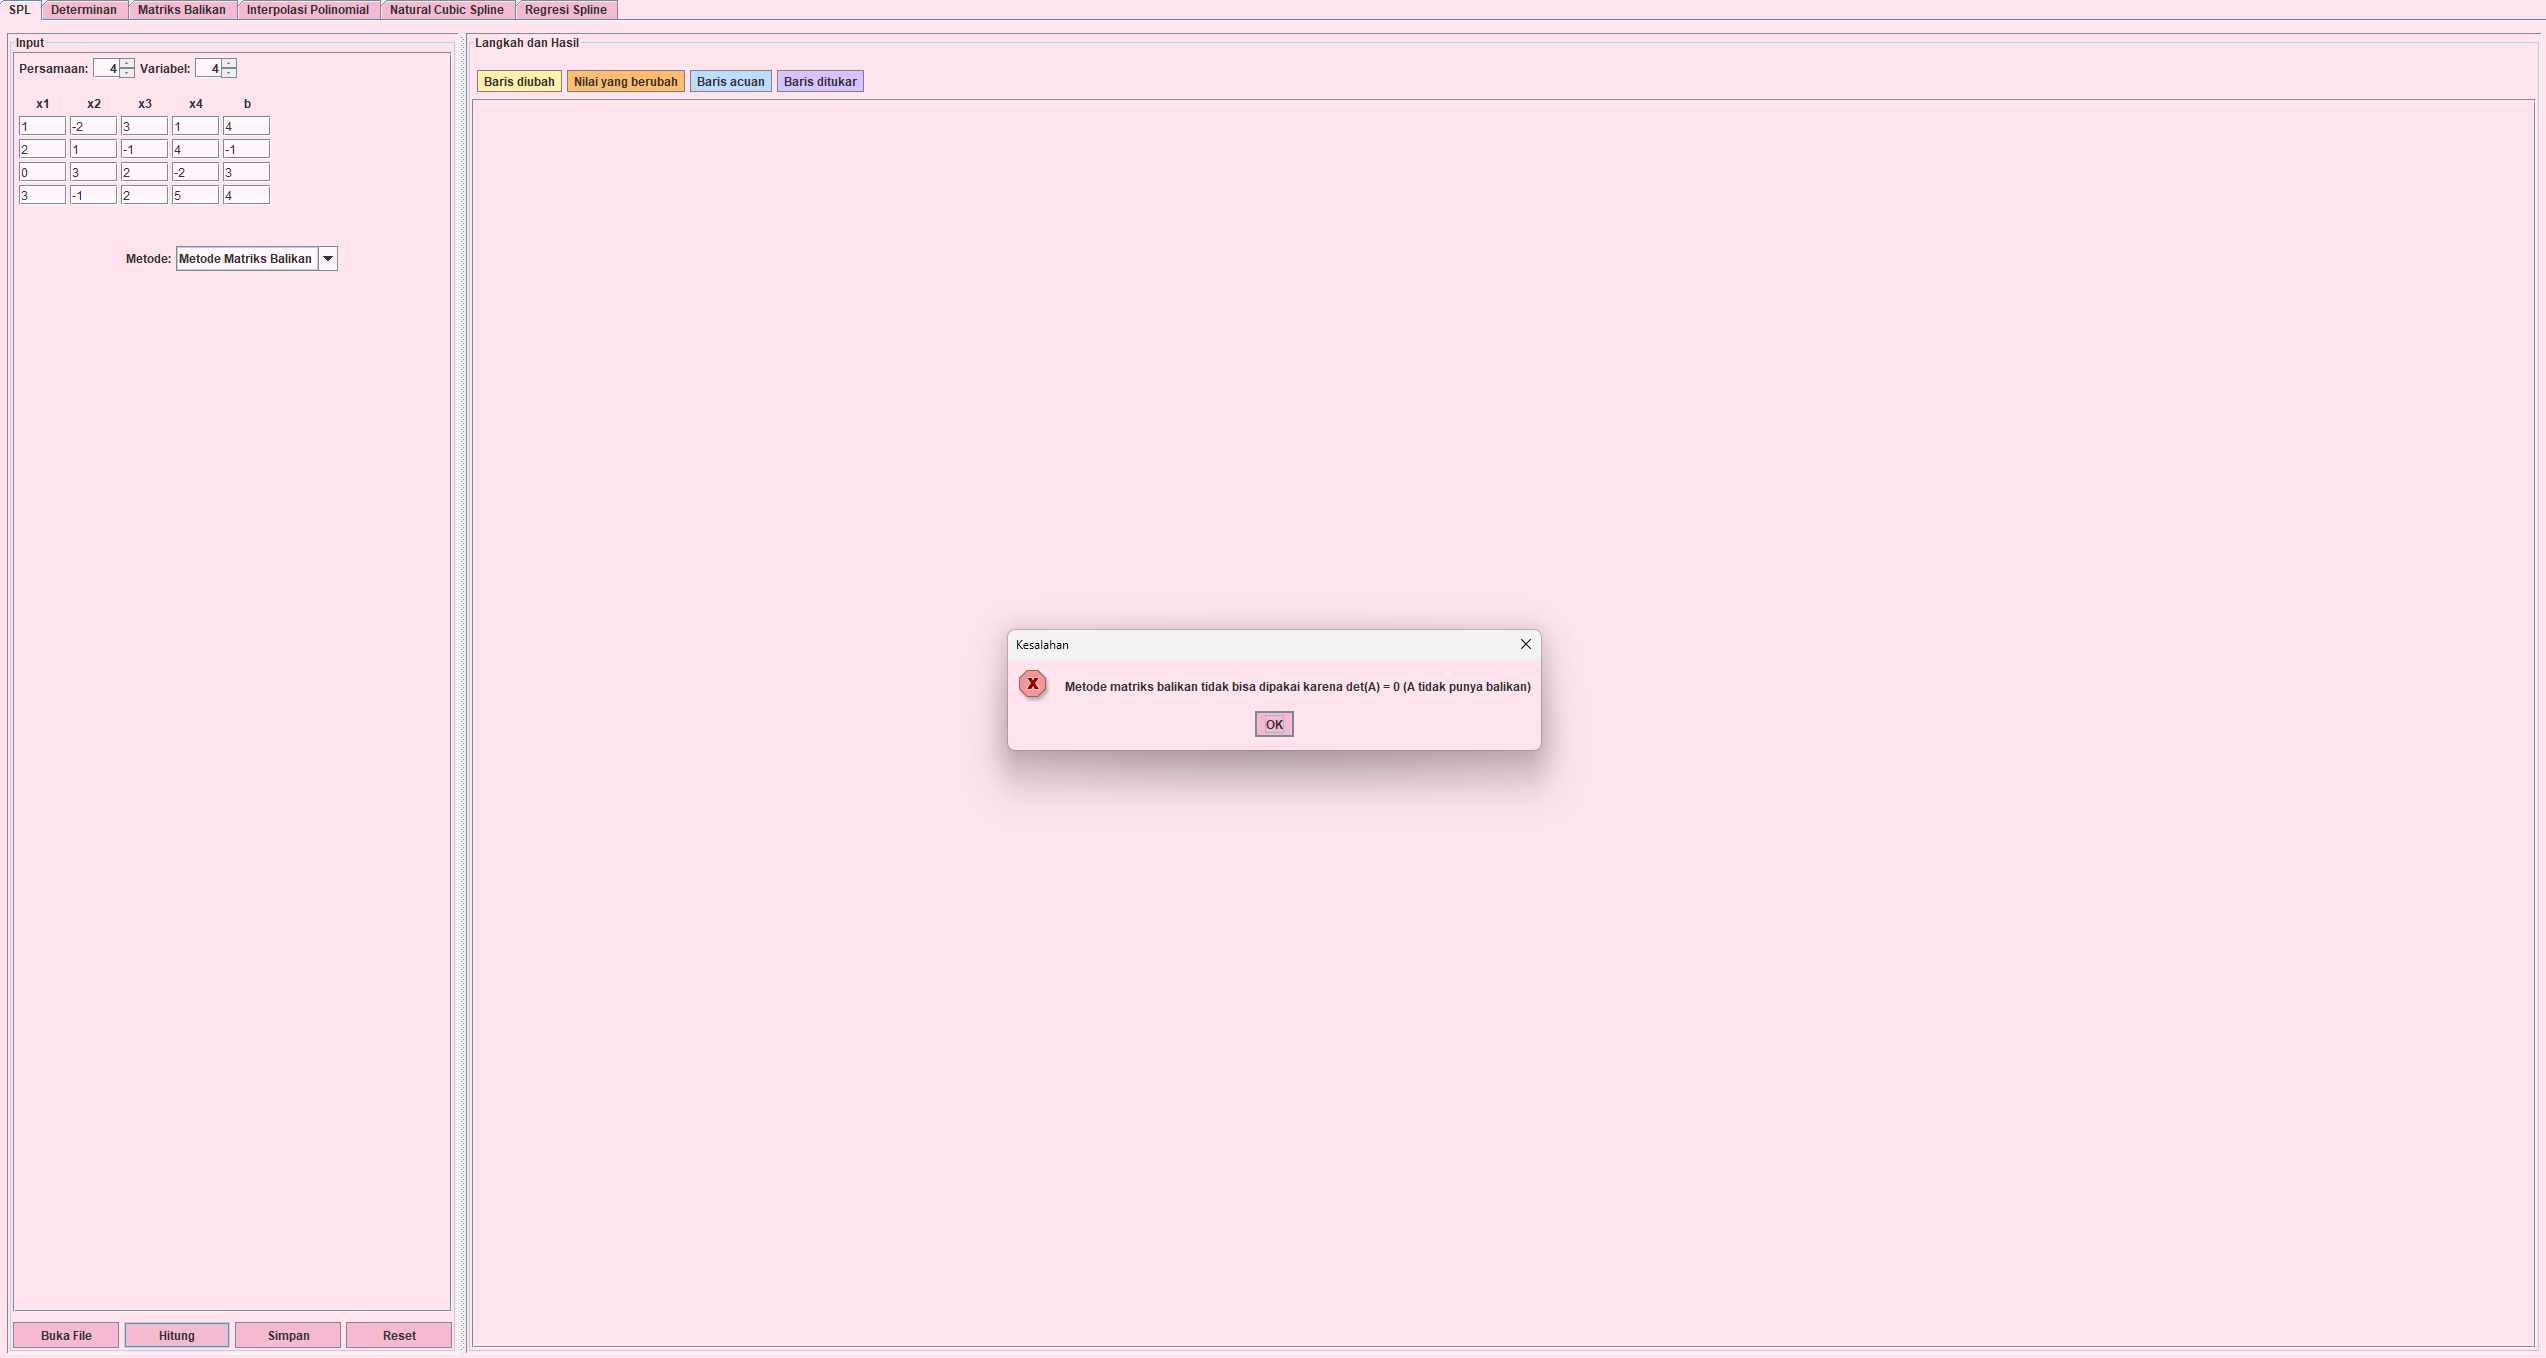 SPL Determinan Matriks Balikan Interpolasi Polinomial Natural Cubic Spline Regresi Spline
Input
Persamaan: 4 Variabel: 4
x1 x2 x3 x4 b
1 -2 3 1 4
2 1 -1 4 -1
0 3 2 -2 3
3 -1 2 5 4
Metode: Metode Matriks Balikan
Buka File Hitung Simpan Reset
Langkah dan Hasil
Baris diubah Nilai yang berubah Baris acuan Baris ditukar
Kesalahan
Metode matriks balikan tidak bisa dipakai karena det(A) = 0 (A tidak punya balikan)
OK